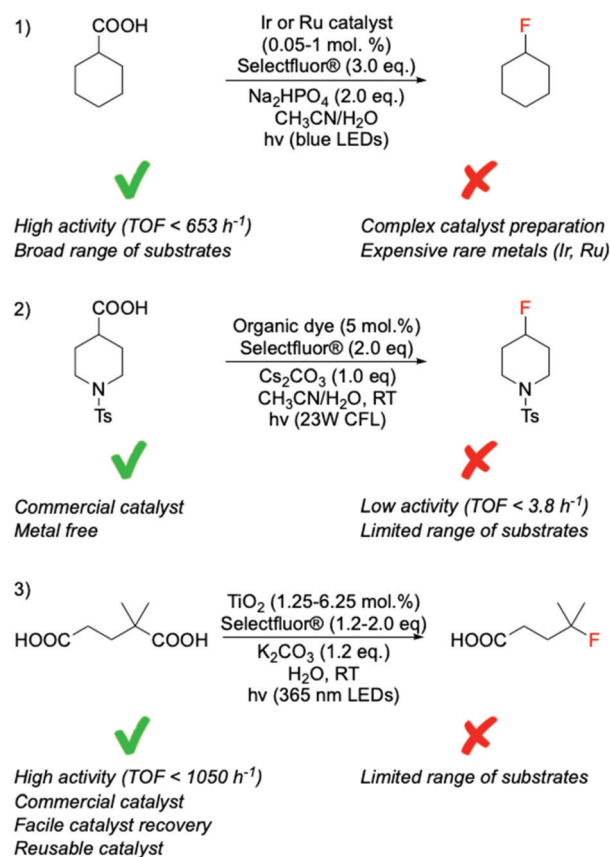 1)
COOH
Ir or Ru catalyst
(0.05-1 mol. %)
Selectfluor® (3.0 eq.)
Na2HPO4 (2.0 eq.)
CH3CN/H2O
hv (blue LEDs)
F
High activity (TOF < 653 h-1)
Broad range of substrates
Complex catalyst preparation
Expensive rare metals (Ir, Ru)
2)
COOH
N
Ts
Organic dye (5 mol.%)
Selectfluor® (2.0 eq)
Cs2CO3 (1.0 eq)
CH3CN/H2O, RT
hv (23W CFL)
F
N
Ts
Commercial catalyst
Metal free
Low activity (TOF < 3.8 h-1)
Limited range of substrates
3)
HOOC
COOH
TiO2 (1.25-6.25 mol.%)
Selectfluor® (1.2-2.0 eq)
K2CO3 (1.2 eq.)
H2O, RT
hv (365 nm LEDs)
HOOC
F
High activity (TOF < 1050 h-1)
Commercial catalyst
Facile catalyst recovery
Reusable catalyst
Limited range of substrates